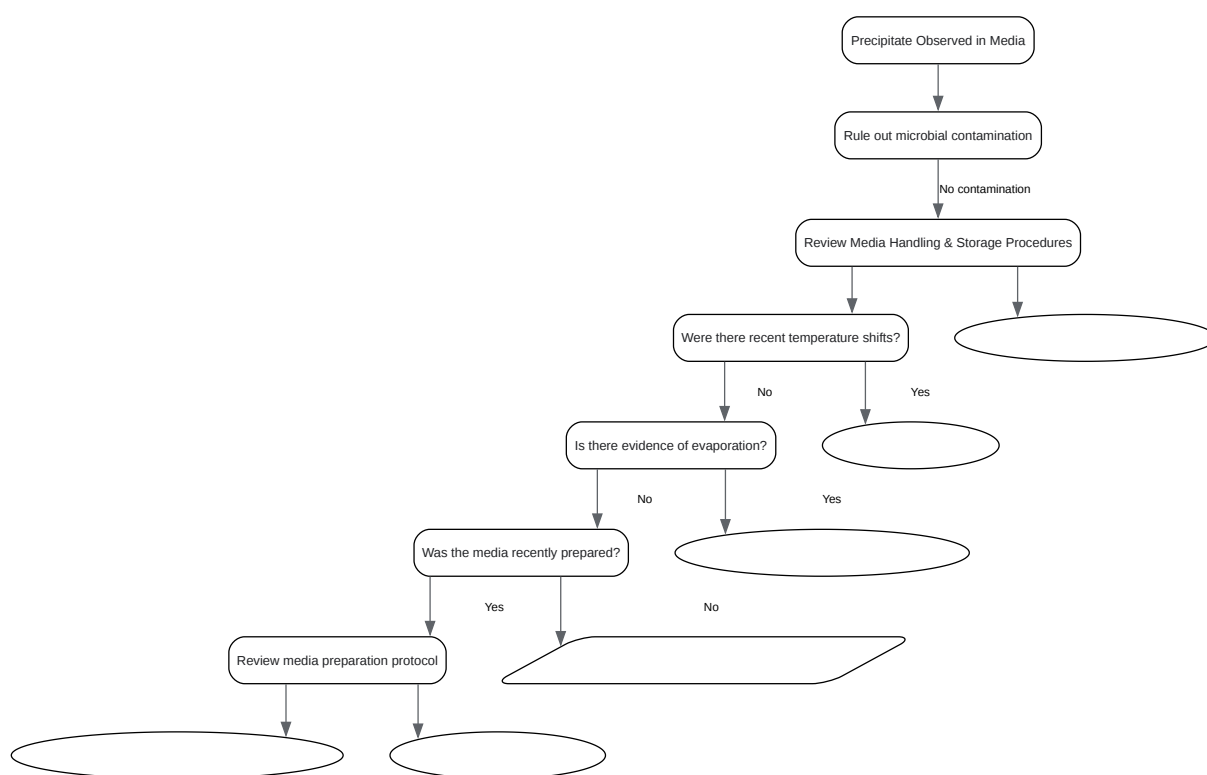 Precipitate Observed in Media
Rule out microbial contamination
No contamination
Review Media Handling & Storage Procedures
Were there recent temperature shifts?
No
Yes
Is there evidence of evaporation?
No
Yes
Was the media recently prepared?
Yes
No
Review media preparation protocol